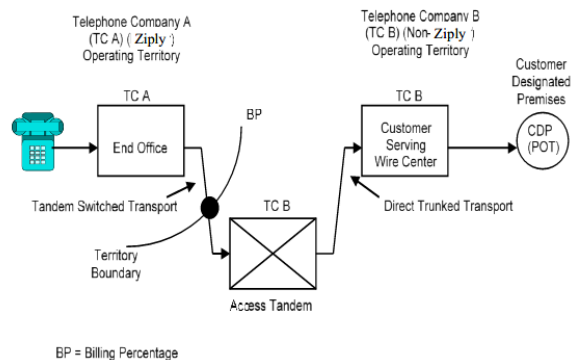 Telephone Company A
(TC A) ( Ziply )
Operating Territory
Telephone Company B
(TC B) (Non- Ziply )
Operating Territory
Customer
Designated
Premises
TC A
BP
TC B
End Office
Customer
Serving
Wire Center
CDP
(POT)
Tandem Switched Transport
TC B
Direct Trunked Transport
Territory
Boundary
Access Tandem
BP = Billing Percentage